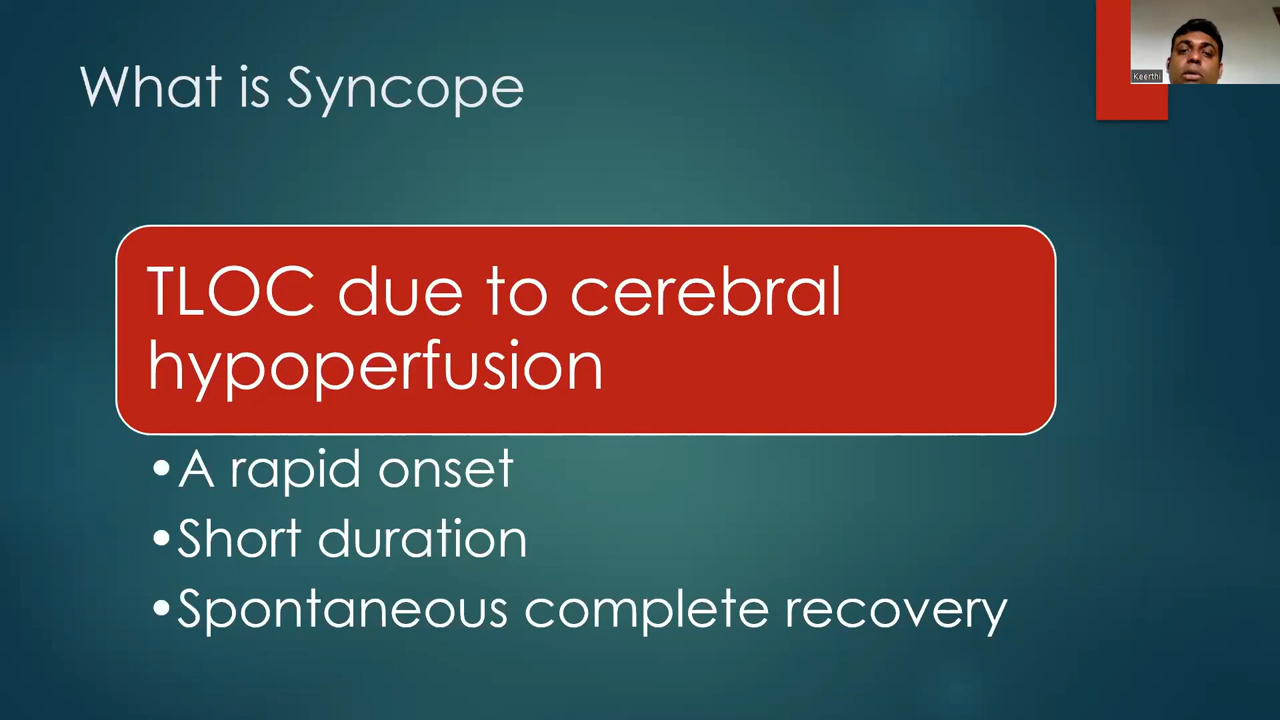 What is Syncope
Keerthi
TLOC due to cerebral
hypoperfusion
•A rapid onset
•Short duration
•Spontaneous complete recovery